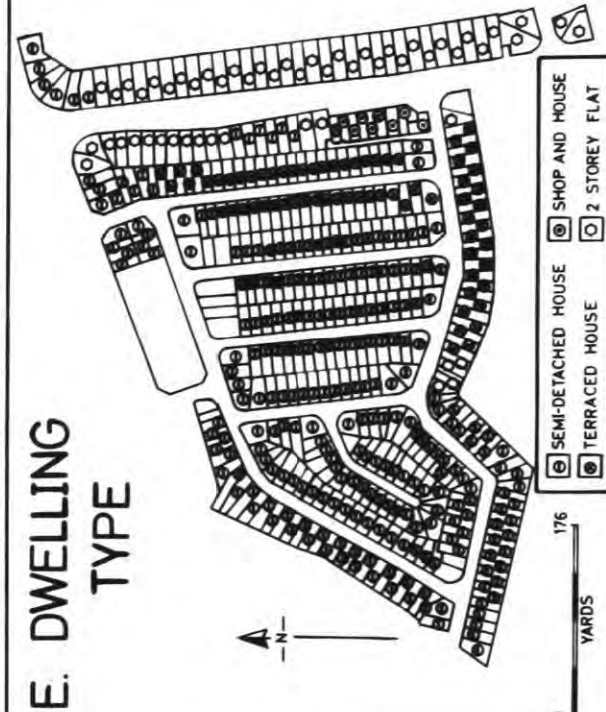 E. DWELLING
TYPE
N
176
YARDS
SEMI-DETACHED HOUSE
SHOP AND HOUSE
TERRACED HOUSE
2 STOREY FLAT